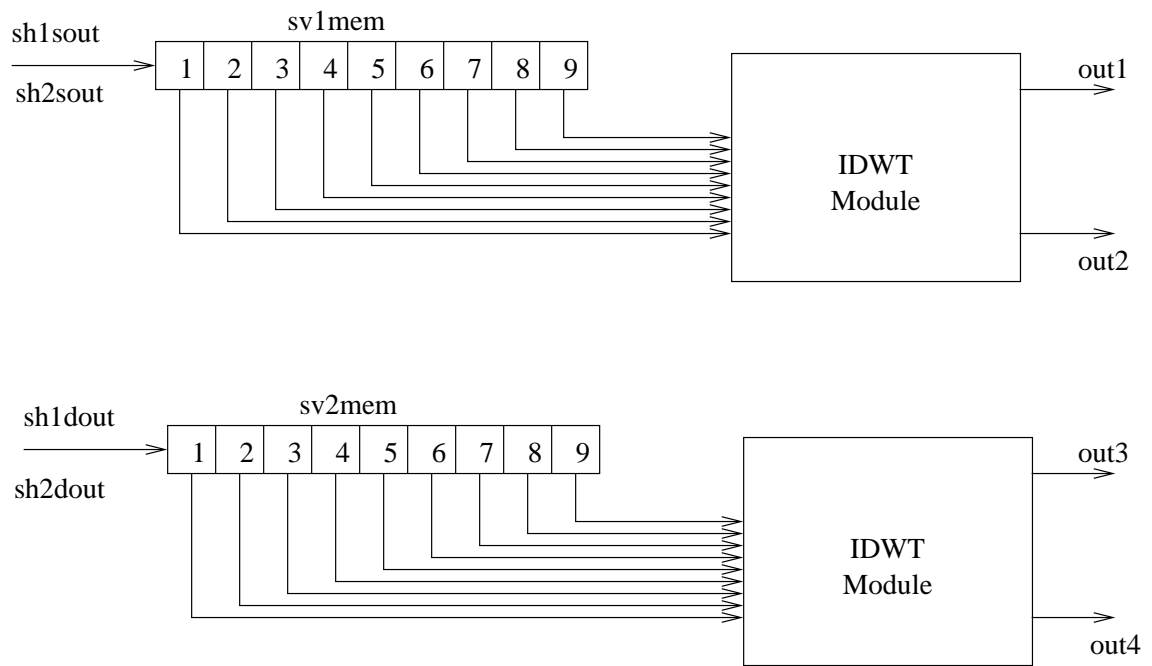 sv1mem
sh1sout
sh2sout
1 2 3 4 5 6 7 8 9
IDWT
Module
out1
out2
sv2mem
sh1dout
sh2dout
1 2 3 4 5 6 7 8 9
IDWT
Module
out3
out4